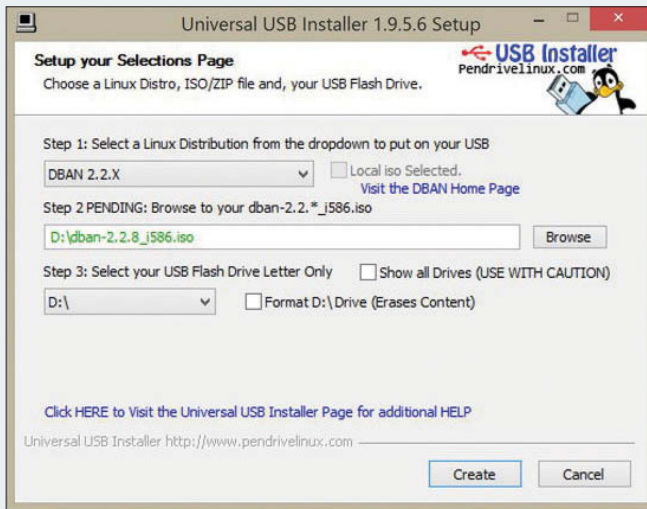 Universal USB Installer 1.9.5.6 Setup
Setup your Selections Page
Choose a Linux Distro, ISO/ZIP file and, your USB Flash Drive.
USB Installer
Pendrivelinux.com
Step 1: Select a Linux Distribution from the dropdown to put on your USB
DBAN 2.2.X
Local iso Selected.
Visit the DBAN Home Page
Step 2 PENDING: Browse to your dban-2.2.*_i586.iso
D:\dban-2.2.8_i586.iso
Browse
Step 3: Select your USB Flash Drive Letter Only
Show all Drives (USE WITH CAUTION)
D:\
Format D:\ Drive (Erases Content)
Click HERE to Visit the Universal USB Installer Page for additional HELP
Universal USB Installer http://www.pendrivelinux.com
Create
Cancel